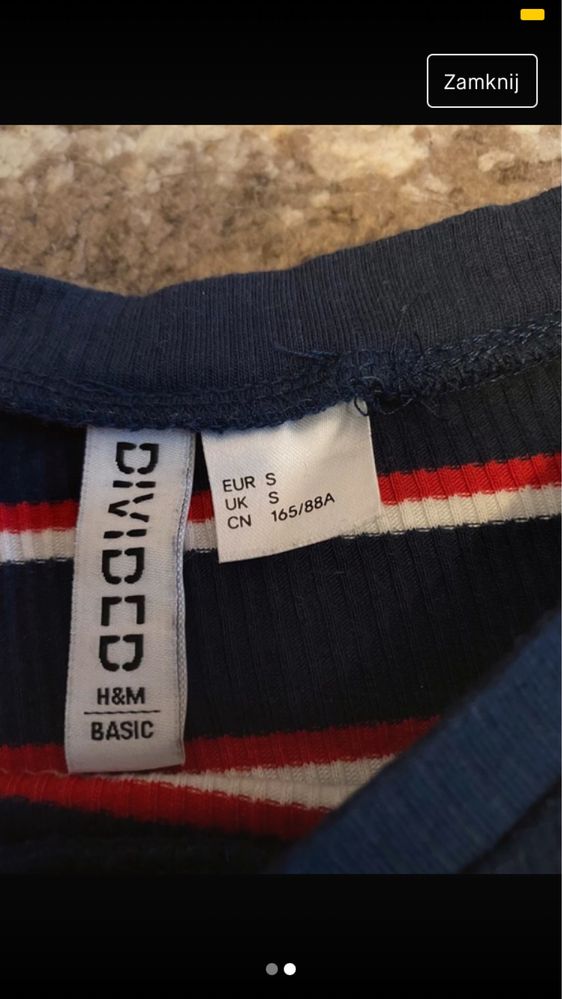 Zamknij
DIVIDED
H&M
BASIC
EUR S
UK S
CN 165/88A